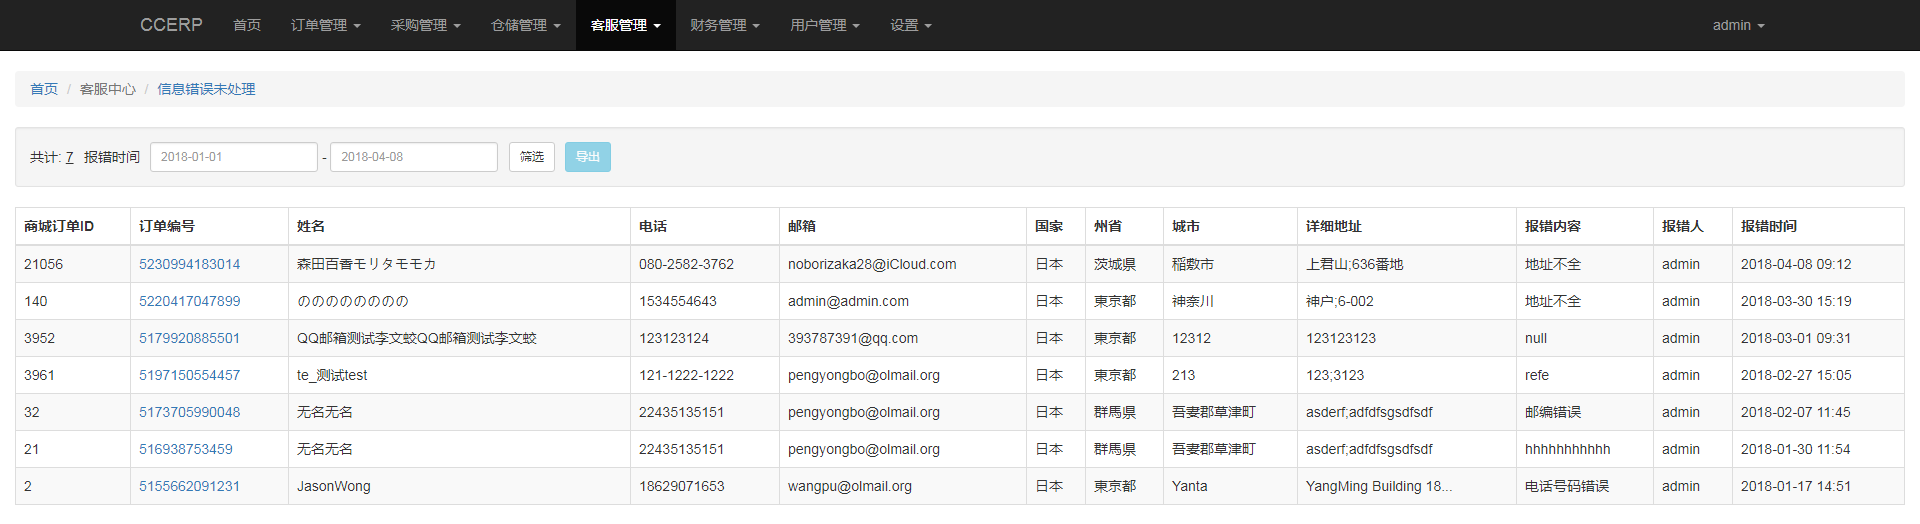 CCERP 首页 订单管理 采购管理 仓储管理 客服管理 财务管理 用户管理 设置 admin
首页 / 客服中心 / 信息错误未处理
共计: 7 报错时间 2018-01-01 - 2018-04-08 筛选 导出
商城订单ID 订单编号 姓名 电话 邮箱 国家 州省 城市 详细地址 报错内容 报错人 报错时间
21056 5230994183014 森田百香モリタモモカ 080-2582-3762 noborizaka28@iCloud.com 日本 茨城県 稲敷市 上君山;636番地 地址不全 admin 2018-04-08 09:12
140 5220417047899 のののののののの 1534554643 admin@admin.com 日本 東京都 神奈川 神户;6-002 地址不全 admin 2018-03-30 15:19
3952 5179920885501 QQ邮箱测试李文蛟QQ邮箱测试李文蛟 123123124 393787391@qq.com 日本 東京都 12312 123123123 null admin 2018-03-01 09:31
3961 5197150554457 te_测试test 121-1222-1222 pengyongbo@olmail.org 日本 東京都 213 123;3123 refe admin 2018-02-27 15:05
32 5173705990048 无名无名 22435135151 pengyongbo@olmail.org 日本 群馬県 吾妻郡草津町 asderf;adfdfsgsdfsdf 邮编错误 admin 2018-02-07 11:45
21 516938753459 无名无名 22435135151 pengyongbo@olmail.org 日本 群馬県 吾妻郡草津町 asderf;adfdfsgsdfsdf hhhhhhhhhhh admin 2018-01-30 11:54
2 5155662091231 JasonWong 18629071653 wangpu@olmail.org 日本 東京都 Yanta YangMing Building 18... 电话号码错误 admin 2018-01-17 14:51